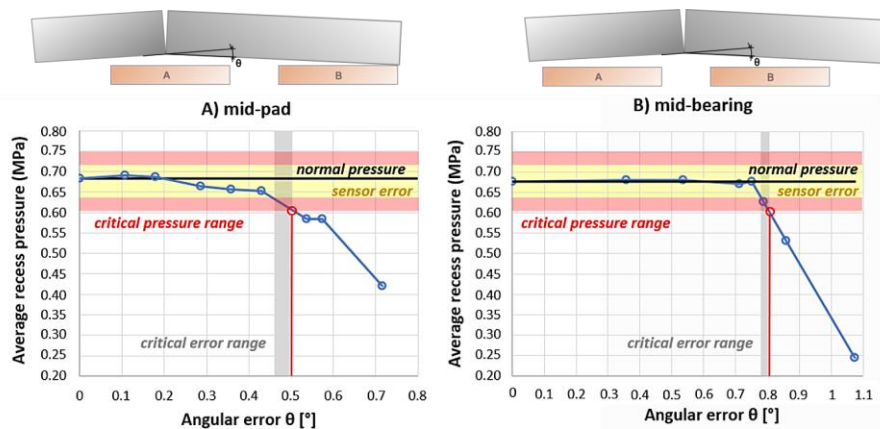 θ
A
B
A) mid-pad
Average recess pressure (MPa)
0.80
0.75
0.70
0.65
0.60
0.55
0.50
0.45
0.40
0.35
0.30
0.25
0.20
normal pressure
sensor error
critical pressure range
critical error range
0 0.1 0.2 0.3 0.4 0.5 0.6 0.7 0.8
Angular error θ [°]
θ
A
B
B) mid-bearing
Average recess pressure (MPa)
0.80
0.75
0.70
0.65
0.60
0.55
0.50
0.45
0.40
0.35
0.30
0.25
0.20
normal pressure
sensor error
critical pressure range
critical error range
0 0.1 0.2 0.3 0.4 0.5 0.6 0.7 0.8 0.9 1 1.1
Angular error θ [°]